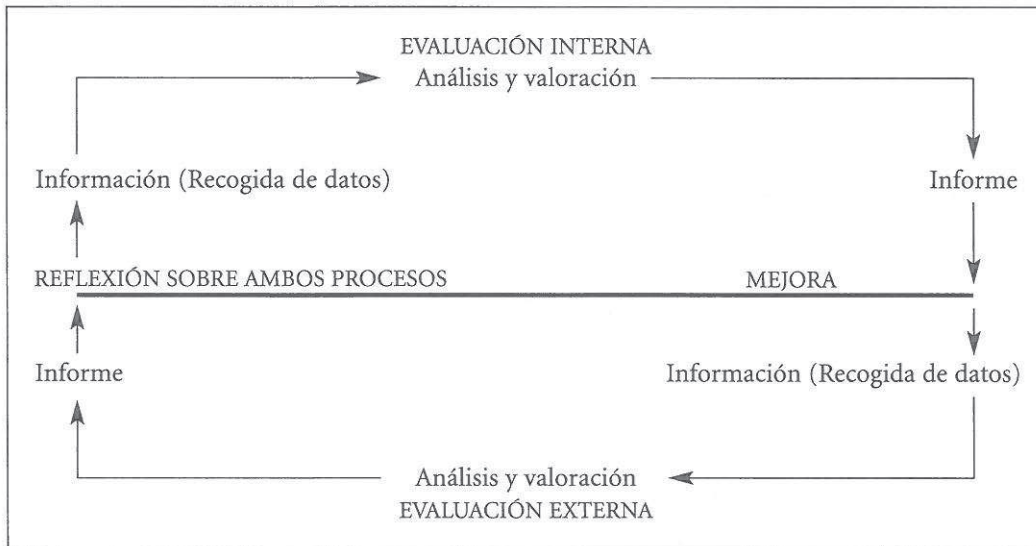 EVALUACIÓN INTERNA
Análisis y valoración
Información (Recogida de datos)
Informe
REFLEXIÓN SOBRE AMBOS PROCESOS
MEJORA
Informe
Información (Recogida de datos)
Análisis y valoración
EVALUACIÓN EXTERNA